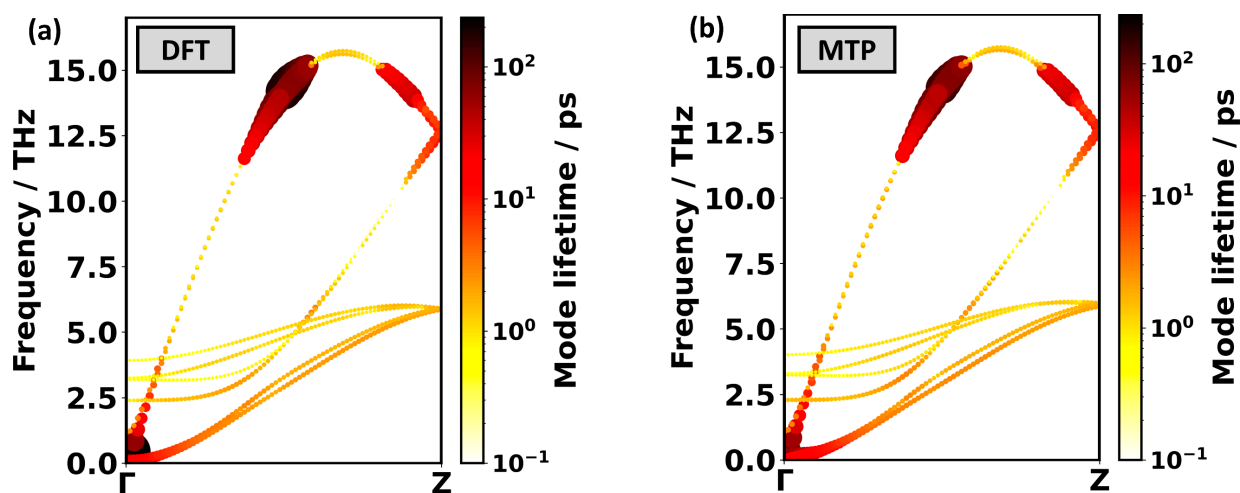 (a)
DFT
Frequency / THz
15.0
12.5
10.0
7.5
5.0
2.5
0.0
Γ
Z
10²
10¹
10⁰
10⁻¹
Mode lifetime / ps
(b)
MTP
Frequency / THz
15.0
12.5
10.0
7.5
5.0
2.5
0.0
Γ
Z
10²
10¹
10⁰
10⁻¹
Mode lifetime / ps